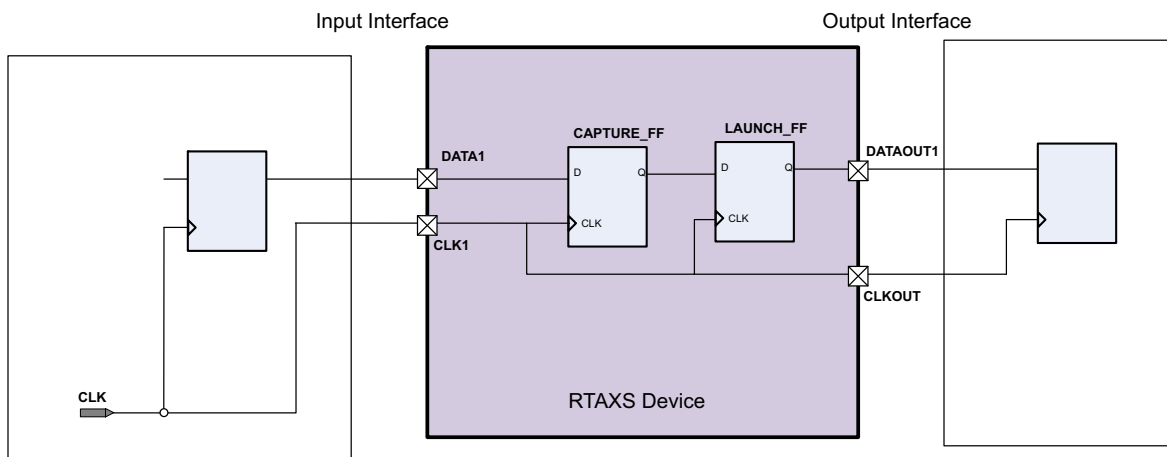 Input Interface
Output Interface
CAPTURE_FF
LAUNCH_FF
DATA1
DATAOUT1
D
Q
D
Q
CLK
CLK
CLK1
CLKOUT
CLK
RTAXS Device